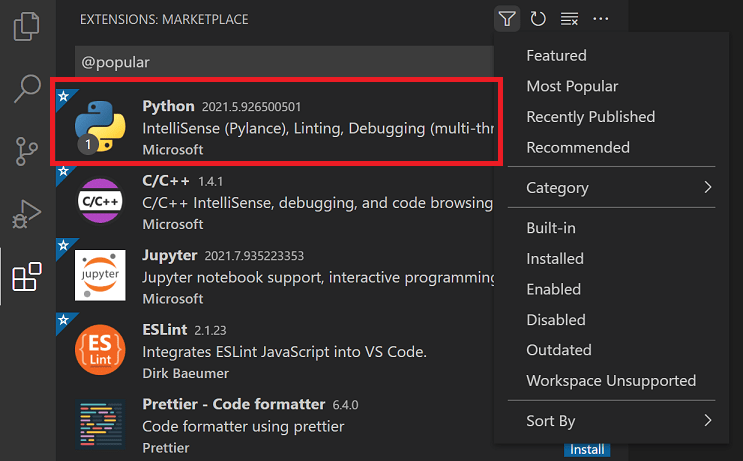 EXTENSIONS: MARKETPLACE
@popular
Python 2021.5.926500501
IntelliSense (Pylance), Linting, Debugging (multi-thr
Microsoft
1
C/C++ 1.4.1
C/C++ IntelliSense, debugging, and code browsing
Microsoft
C/C++
Jupyter 2021.7.935223353
Jupyter notebook support, interactive programming
Microsoft
jupyter
ESLint 2.1.23
Integrates ESLint JavaScript into VS Code.
Dirk Baeumer
ES
Lint
Prettier - Code formatter 6.4.0
Code formatter using prettier
Prettier
Install
Featured
Most Popular
Recently Published
Recommended
Category
Built-in
Installed
Enabled
Disabled
Outdated
Workspace Unsupported
Sort By